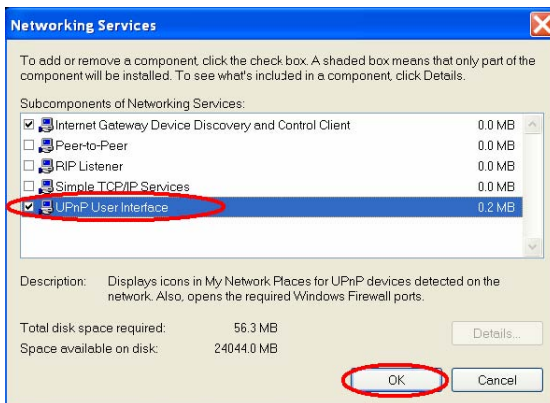 Networking Services
To add or remove a component, click the check box. A shaded box means that only part of the
component will be installed. To see what's included in a component, click Details.
Subcomponents of Networking Services:
Internet Gateway Device Discovery and Control Client 0.0 MB
Peer-to-Peer 0.0 MB
RIP Listener 0.0 MB
Simple TCP/IP Services 0.0 MB
UPnP User Interface 0.2 MB
Description: Displays icons in My Network Places for UPnP devices detected on the
network. Also, opens the required Windows Firewall ports.
Total disk space required: 56.3 MB
Details...
Space available on disk: 24044.0 MB
OK Cancel